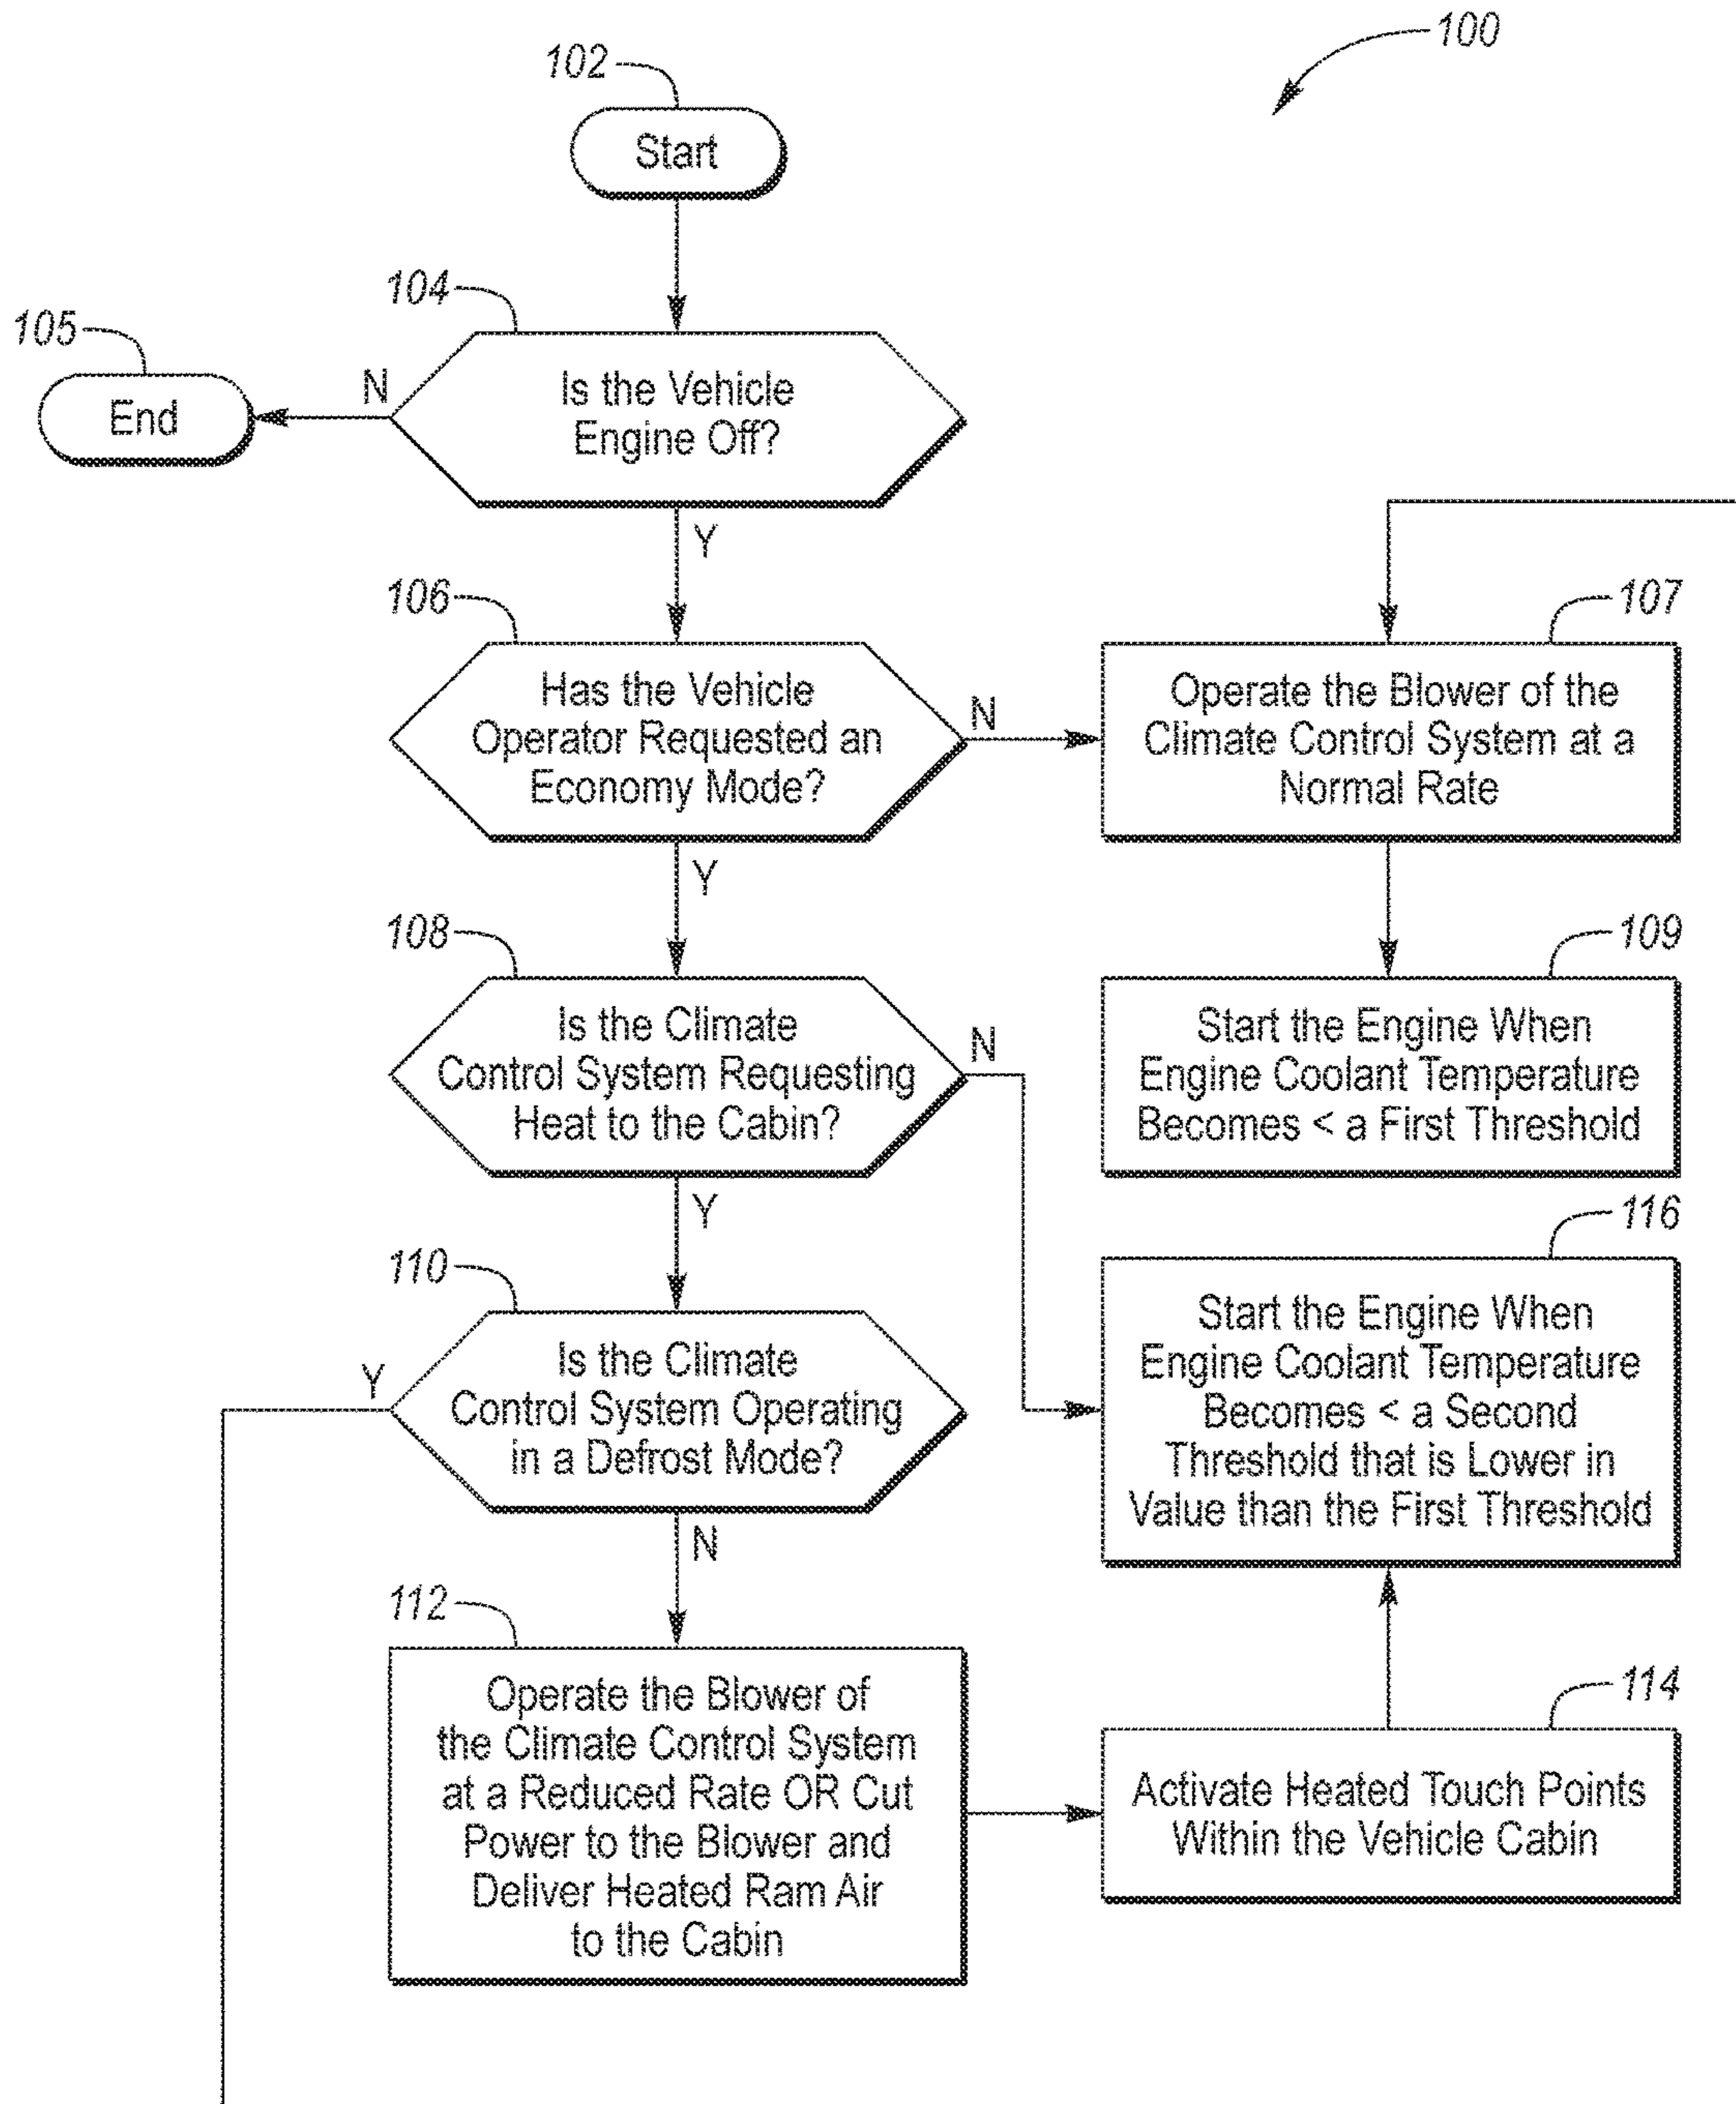 100
102
Start
104
105
N
End
Is the Vehicle
Engine Off?
Y
106
Has the Vehicle
Operator Requested an
Economy Mode?
N
107
Operate the Blower of the
Climate Control System at a
Normal Rate
Y
108
Is the Climate
Control System Requesting
Heat to the Cabin?
N
109
Start the Engine When
Engine Coolant Temperature
Becomes < a First Threshold
Y
110
Is the Climate
Control System Operating
in a Defrost Mode?
Y
116
Start the Engine When
Engine Coolant Temperature
Becomes < a Second
Threshold that is Lower in
Value than the First Threshold
N
112
Operate the Blower of
the Climate Control System
at a Reduced Rate OR Cut
Power to the Blower and
Deliver Heated Ram Air
to the Cabin
114
Activate Heated Touch Points
Within the Vehicle Cabin